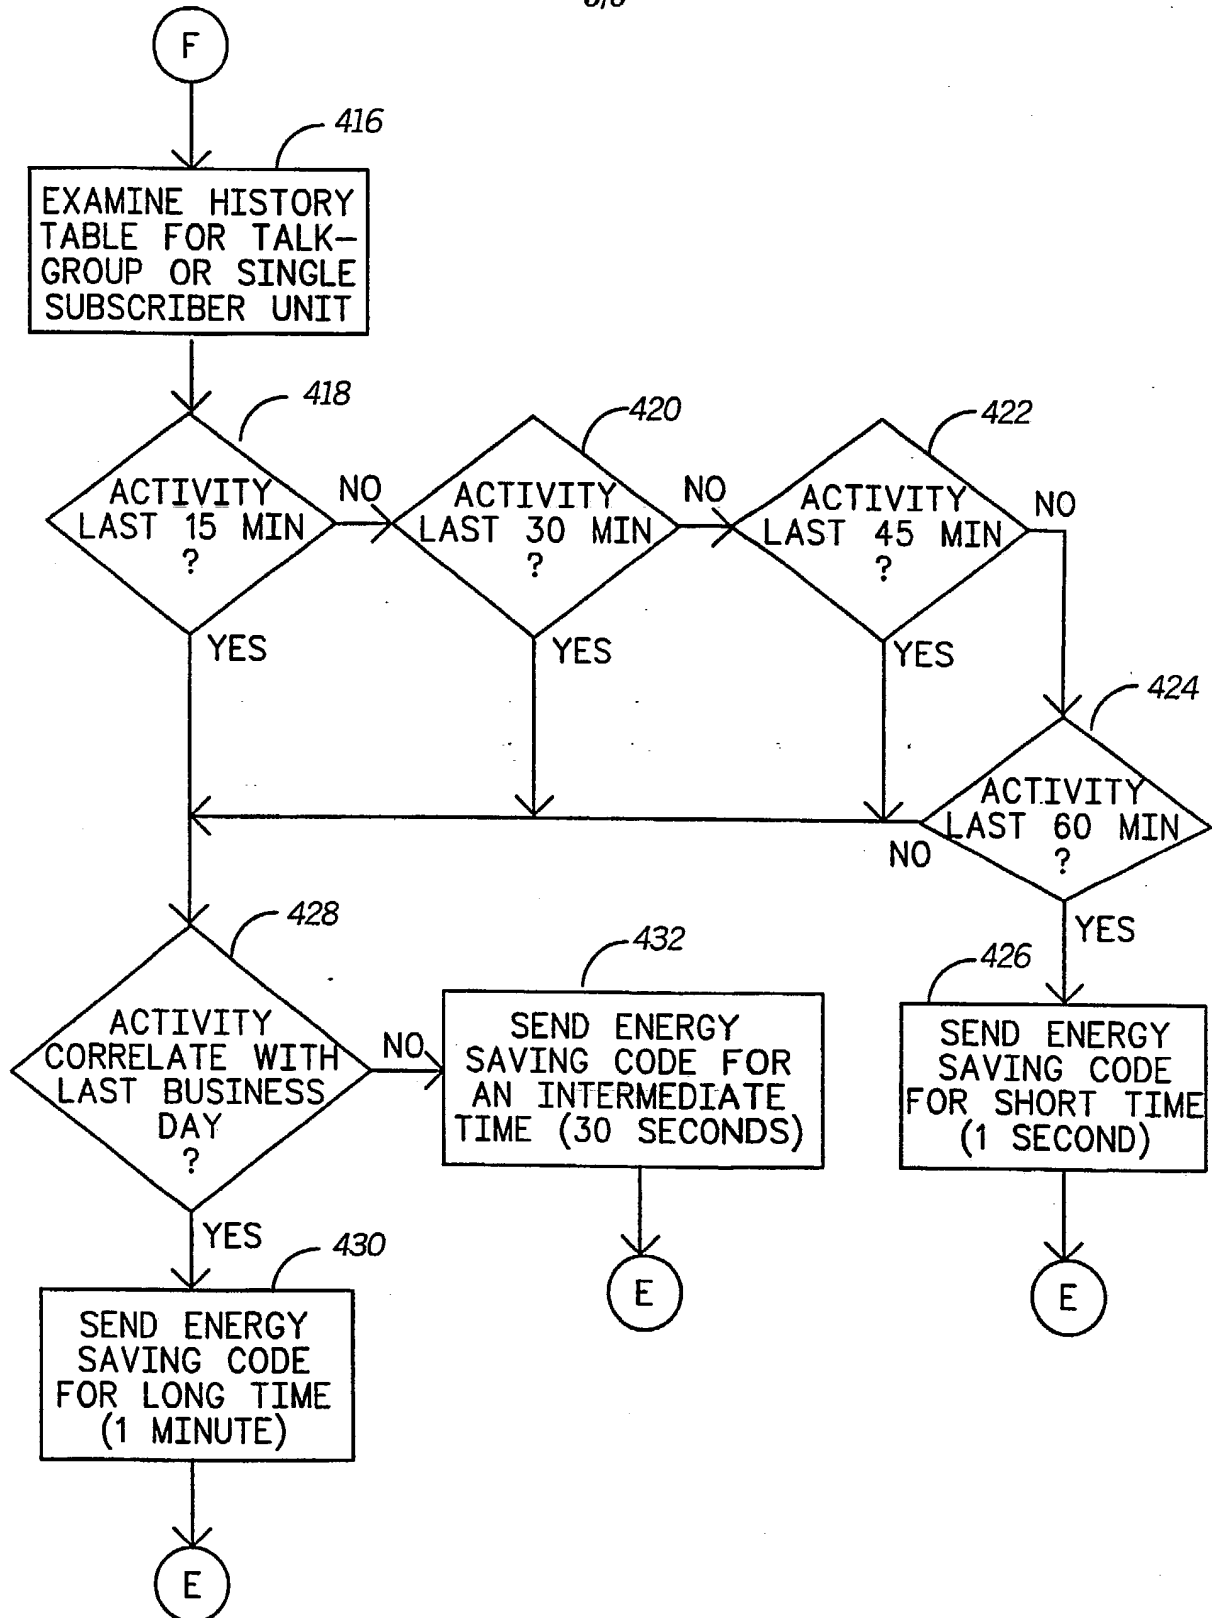 F
416
EXAMINE HISTORY
TABLE FOR TALK-
GROUP OR SINGLE
SUBSCRIBER UNIT
418
ACTIVITY
LAST 15 MIN
?
NO
YES
420
ACTIVITY
LAST 30 MIN
?
NO
YES
422
ACTIVITY
LAST 45 MIN
?
NO
YES
424
ACTIVITY
LAST 60 MIN
?
NO
YES
428
ACTIVITY
CORRELATE WITH
LAST BUSINESS
DAY
?
NO
YES
432
SEND ENERGY
SAVING CODE FOR
AN INTERMEDIATE
TIME (30 SECONDS)
E
426
SEND ENERGY
SAVING CODE
FOR SHORT TIME
(1 SECOND)
E
430
SEND ENERGY
SAVING CODE
FOR LONG TIME
(1 MINUTE)
E